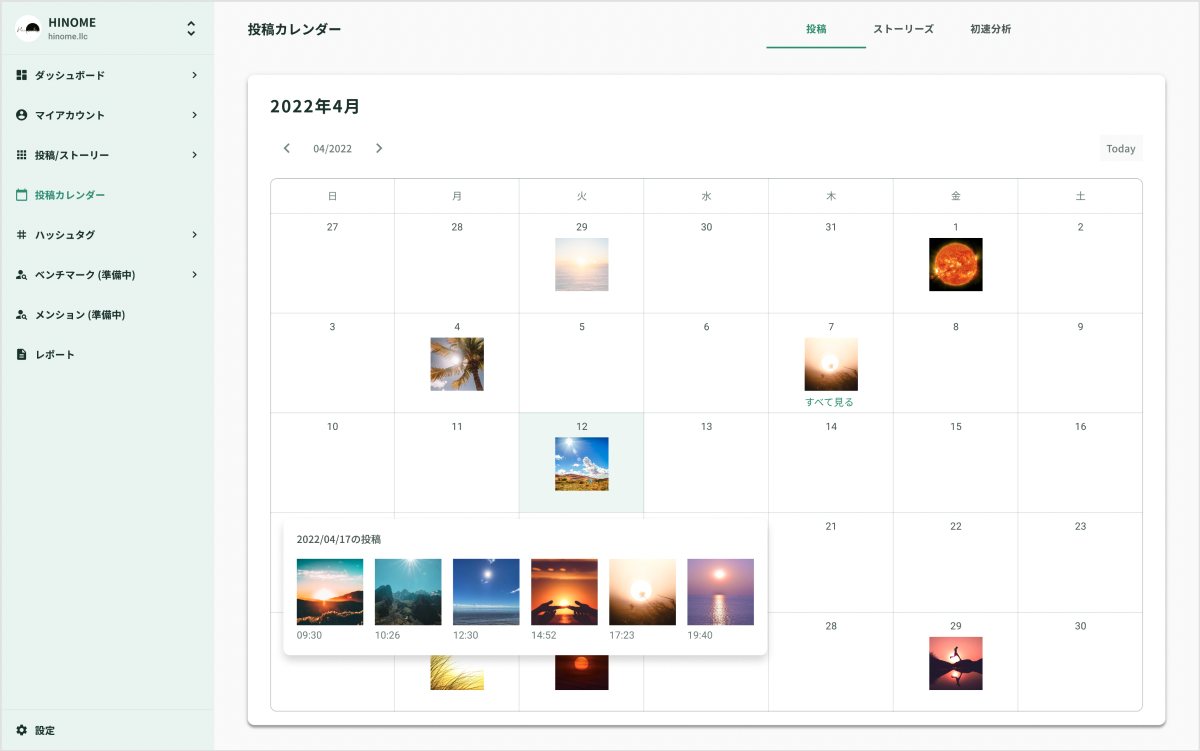 HINOME
hinome.llc
ダッシュボード
マイアカウント
投稿/ストーリー
投稿カレンダー
ハッシュタグ
ベンチマーク (準備中)
メンション (準備中)
レポート
設定
投稿カレンダー
投稿 ストーリーズ 初速分析
2022年4月
04/2022
Today
日 月 火 水 木 金 土
27 28 29 30 31 1 2
3 4 5 6 7 8 9
すべて見る
10 11 12 13 14 15 16
21 22 23
2022/04/17の投稿
09:30 10:26 12:30 14:52 17:23 19:40
28 29 30